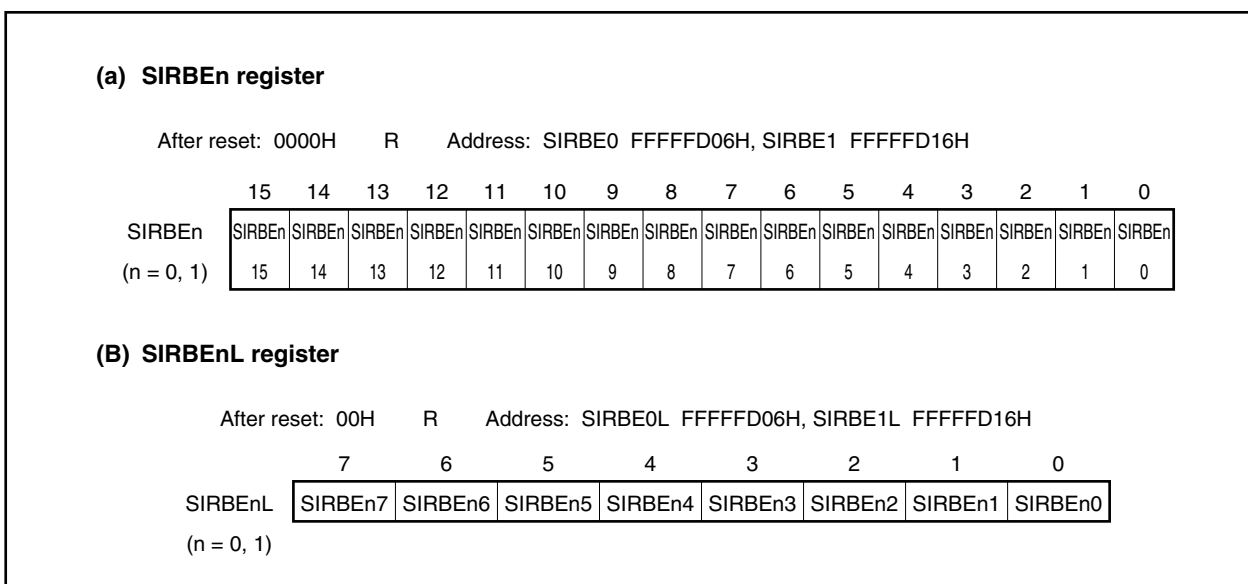 (a) SIRBEn register
After reset: 0000H R Address: SIRBE0 FFFFFD06H, SIRBE1 FFFFFD16H
15 14 13 12 11 10 9 8 7 6 5 4 3 2 1 0
SIRBEn SIRBEn SIRBEn SIRBEn SIRBEn SIRBEn SIRBEn SIRBEn SIRBEn SIRBEn SIRBEn SIRBEn SIRBEn SIRBEn SIRBEn SIRBEn SIRBEn
(n = 0, 1) 15 14 13 12 11 10 9 8 7 6 5 4 3 2 1 0
(B) SIRBEnL register
After reset: 00H R Address: SIRBE0L FFFFFD06H, SIRBE1L FFFFFD16H
7 6 5 4 3 2 1 0
SIRBEnL SIRBEn7 SIRBEn6 SIRBEn5 SIRBEn4 SIRBEn3 SIRBEn2 SIRBEn1 SIRBEn0
(n = 0, 1)